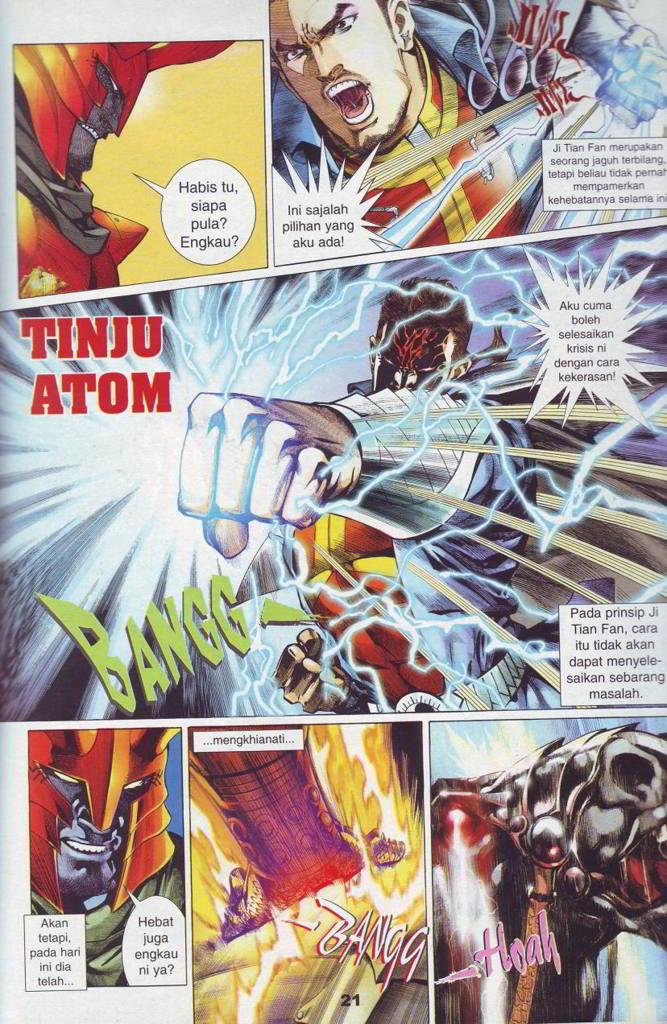 Habis tu,
siapa
pula?
Engkau?
Ini sajalah
pilihan yang
aku ada!
Ji Tian Fan merupakan
seorang jaguh terbilang,
tetapi beliau tidak pernah
mempamerkan
kehebatannya selama ini
TINJU
ATOM
Aku cuma
boleh
selesaikan
krisis ni
dengan cara
kekerasan!
BANGG
Pada prinsip Ji
Tian Fan, cara
itu tidak akan
dapat menyele-
saikan sebarang
masalah.
Akan
tetapi,
pada hari
ini dia
telah...
Hebat
juga
engkau
ni ya?
...mengkhianati...
BANGG
Hoah
21